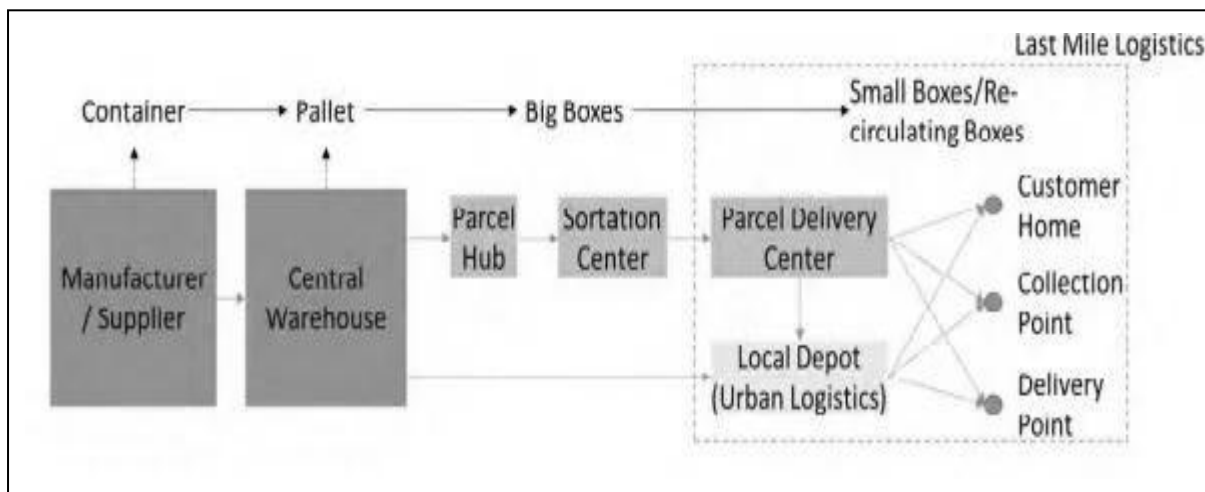 Last Mile Logistics
Container
Pallet
Big Boxes
Small Boxes/Re-
circulating Boxes
Manufacturer
/ Supplier
Central
Warehouse
Parcel
Hub
Sortation
Center
Parcel Delivery
Center
Local Depot
(Urban Logistics)
Customer
Home
Collection
Point
Delivery
Point